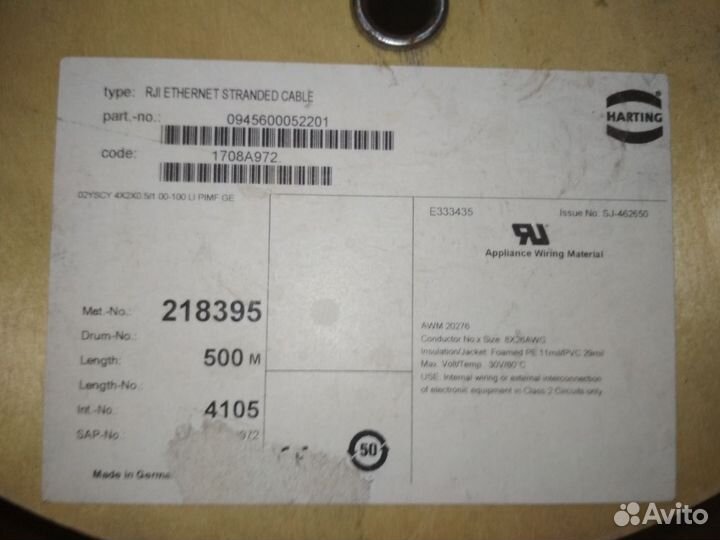 type: RJI ETHERNET STRANDED CABLE
HARTING
part.-no.: 0945600052201
code: 1708A972
02YSCY 4X2X0.5/1.00-100 LI PIMF GE
E333435 Issue No. SJ-462650
Appliance Wiring Material
Met.-No.: 218395
Drum-No.:
Length: 500 M
Length-No.:
Int.-No.: 4105
SAP-No.: 972
AWM 20276
Conductor No.x Size: 8X26AWG
Insulation/Jacket: Foamed PE 11mil/PVC 29mil
Max. Volt/Temp. 30V/80°C
USE: Internal wiring or external interconnection
of electronic equipment in Class 2 Circuits only
50
Made in Germa
Avito